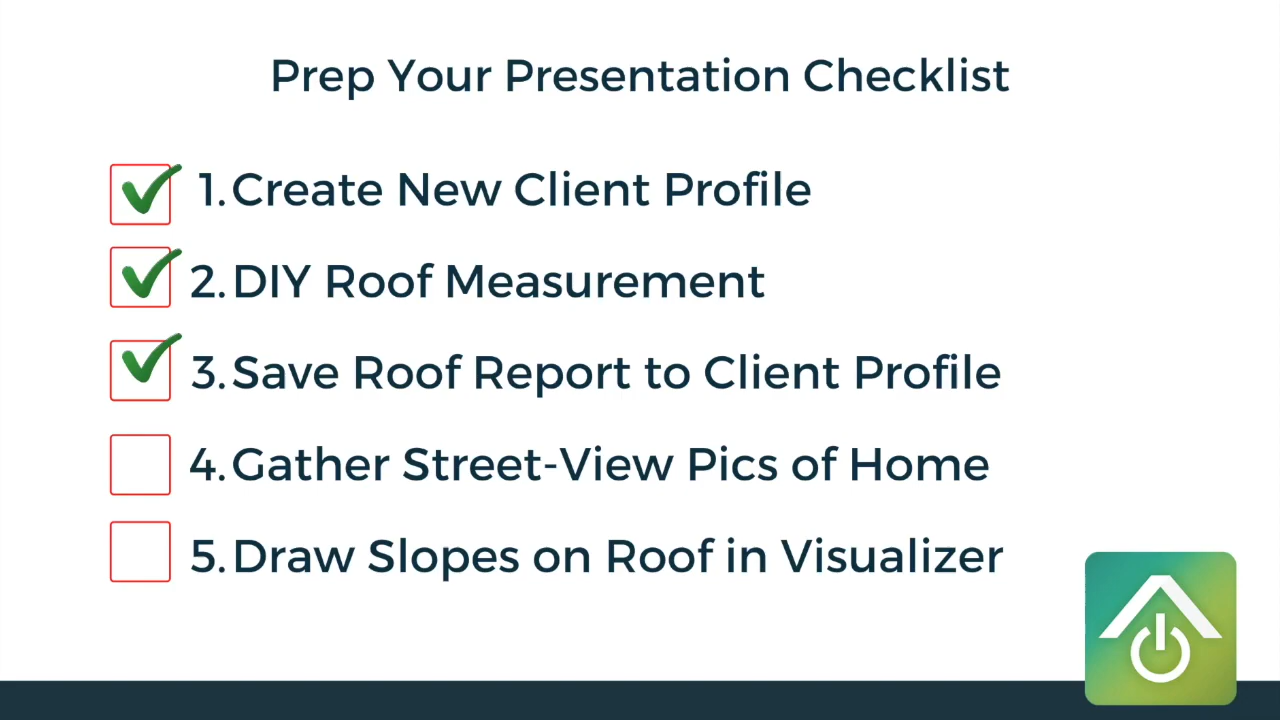 Prep Your Presentation Checklist
1. Create New Client Profile
2. DIY Roof Measurement
3. Save Roof Report to Client Profile
4. Gather Street-View Pics of Home
5. Draw Slopes on Roof in Visualizer